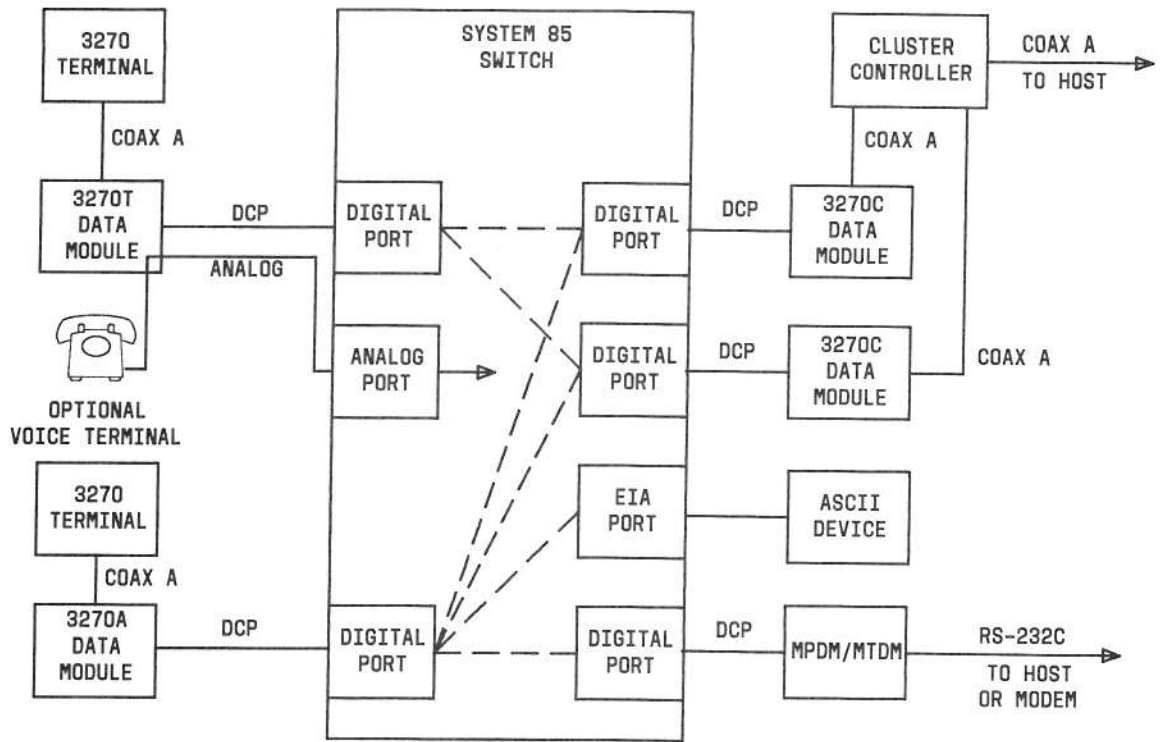 3270
TERMINAL
COAX A
3270T
DATA
MODULE
DCP
ANALOG
OPTIONAL
VOICE TERMINAL
3270
TERMINAL
COAX A
3270A
DATA
MODULE
DCP
SYSTEM 85
SWITCH
DIGITAL
PORT
ANALOG
PORT
DIGITAL
PORT
DIGITAL
PORT
DIGITAL
PORT
EIA
PORT
DIGITAL
PORT
CLUSTER
CONTROLLER
COAX A
TO HOST
COAX A
DCP
3270C
DATA
MODULE
DCP
3270C
DATA
MODULE
COAX A
ASCII
DEVICE
DCP
MPDM/MTDM
RS-232C
TO HOST
OR MODEM